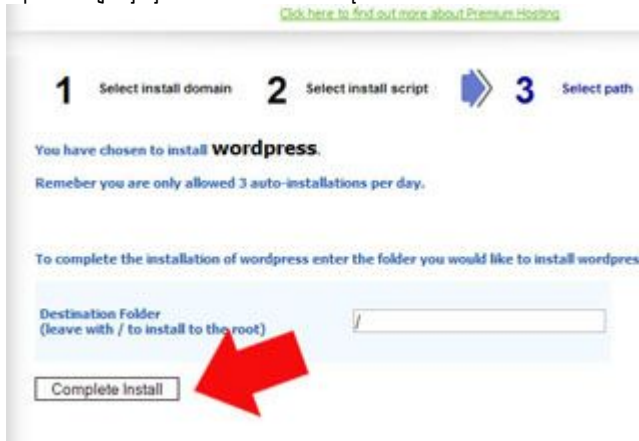 Click here to find out more about Premium Hosting
1 Select install domain 2 Select install script 3 Select path
You have chosen to install wordpress.
Remeber you are only allowed 3 auto-installations per day.
To complete the installation of wordpress enter the folder you would like to install wordpres
Destination Folder
(leave with / to install to the root) /
Complete Install